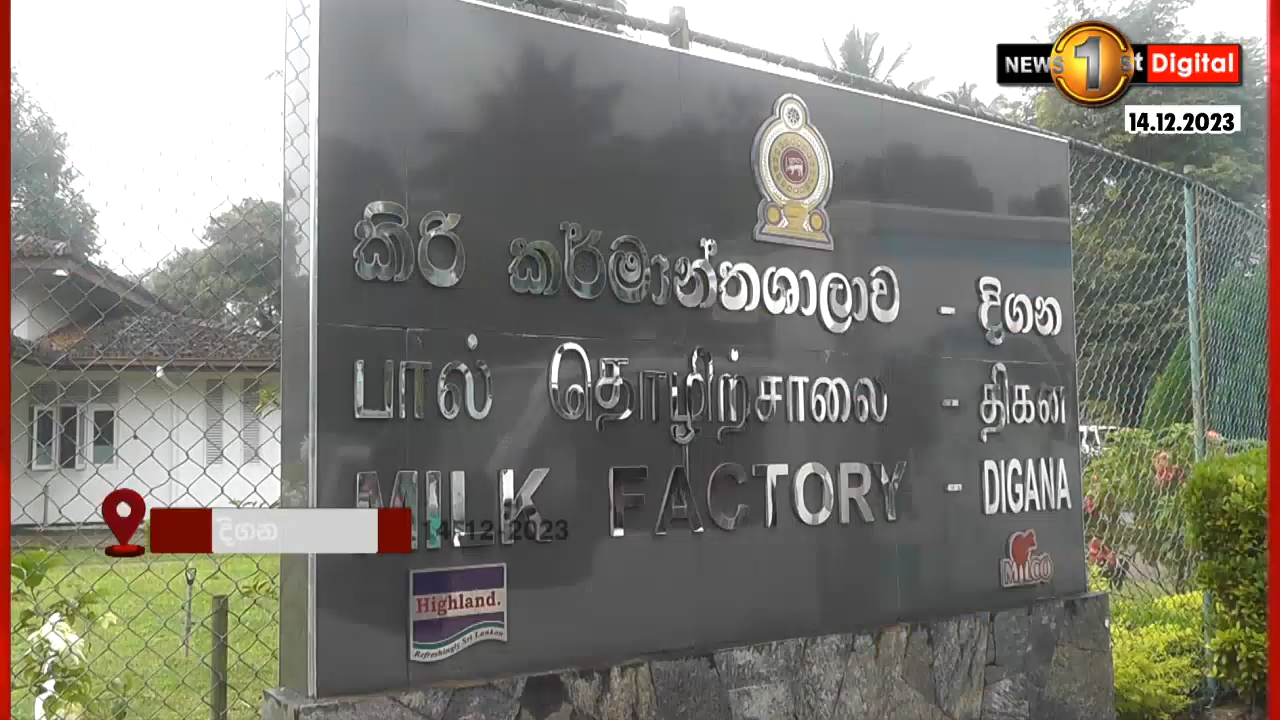 NEWS 1st Digital
14.12.2023
කිරි කර්මාන්තශාලාව - දිගන
பால் தொழிற்சாலை - திகன
MILK FACTORY - DIGANA
දිගන 14-12-2023
MILCO
Highland.
Refreshingly Sri Lankan